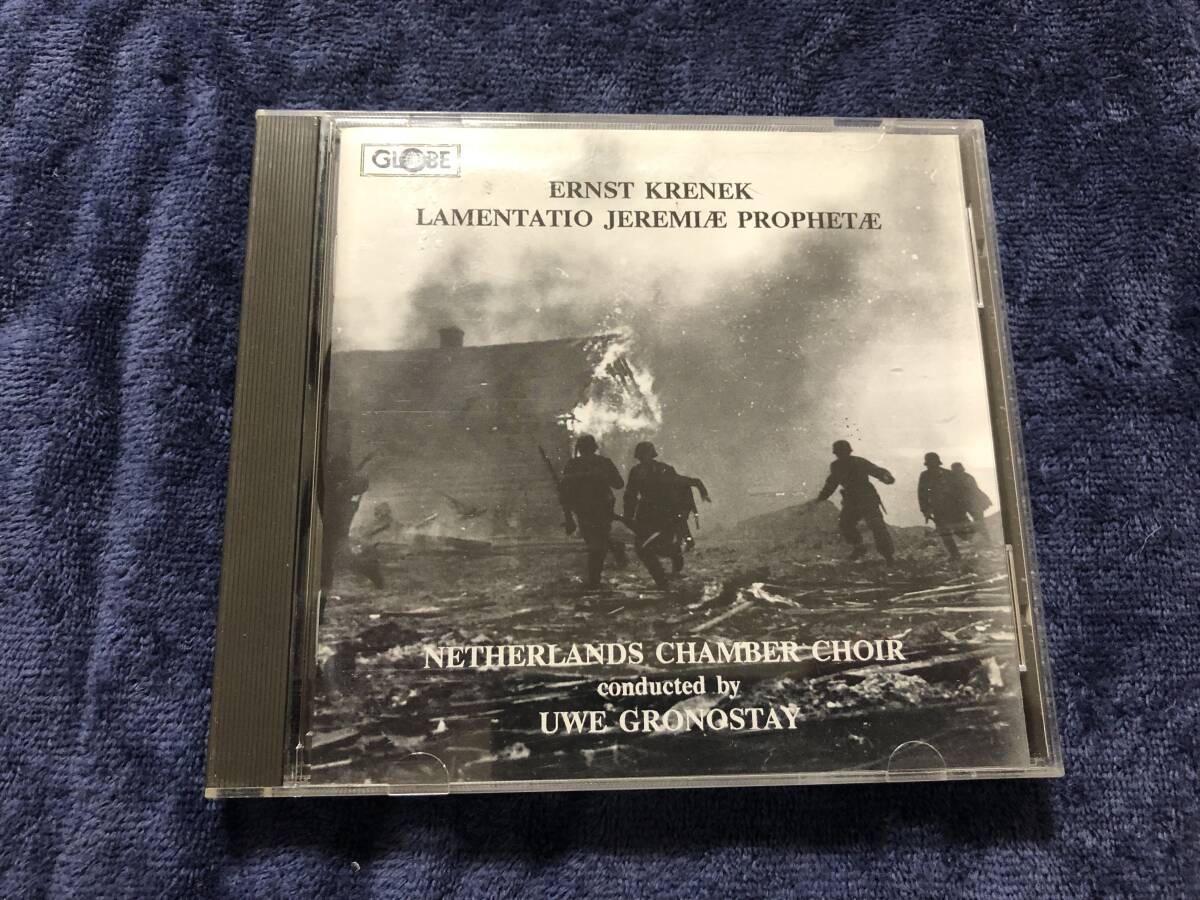 GLOBE
ERNST KRENEK
LAMENTATIO JEREMIÆ PROPHETÆ
NETHERLANDS CHAMBER CHOIR
conducted by
UWE GRONOSTAY